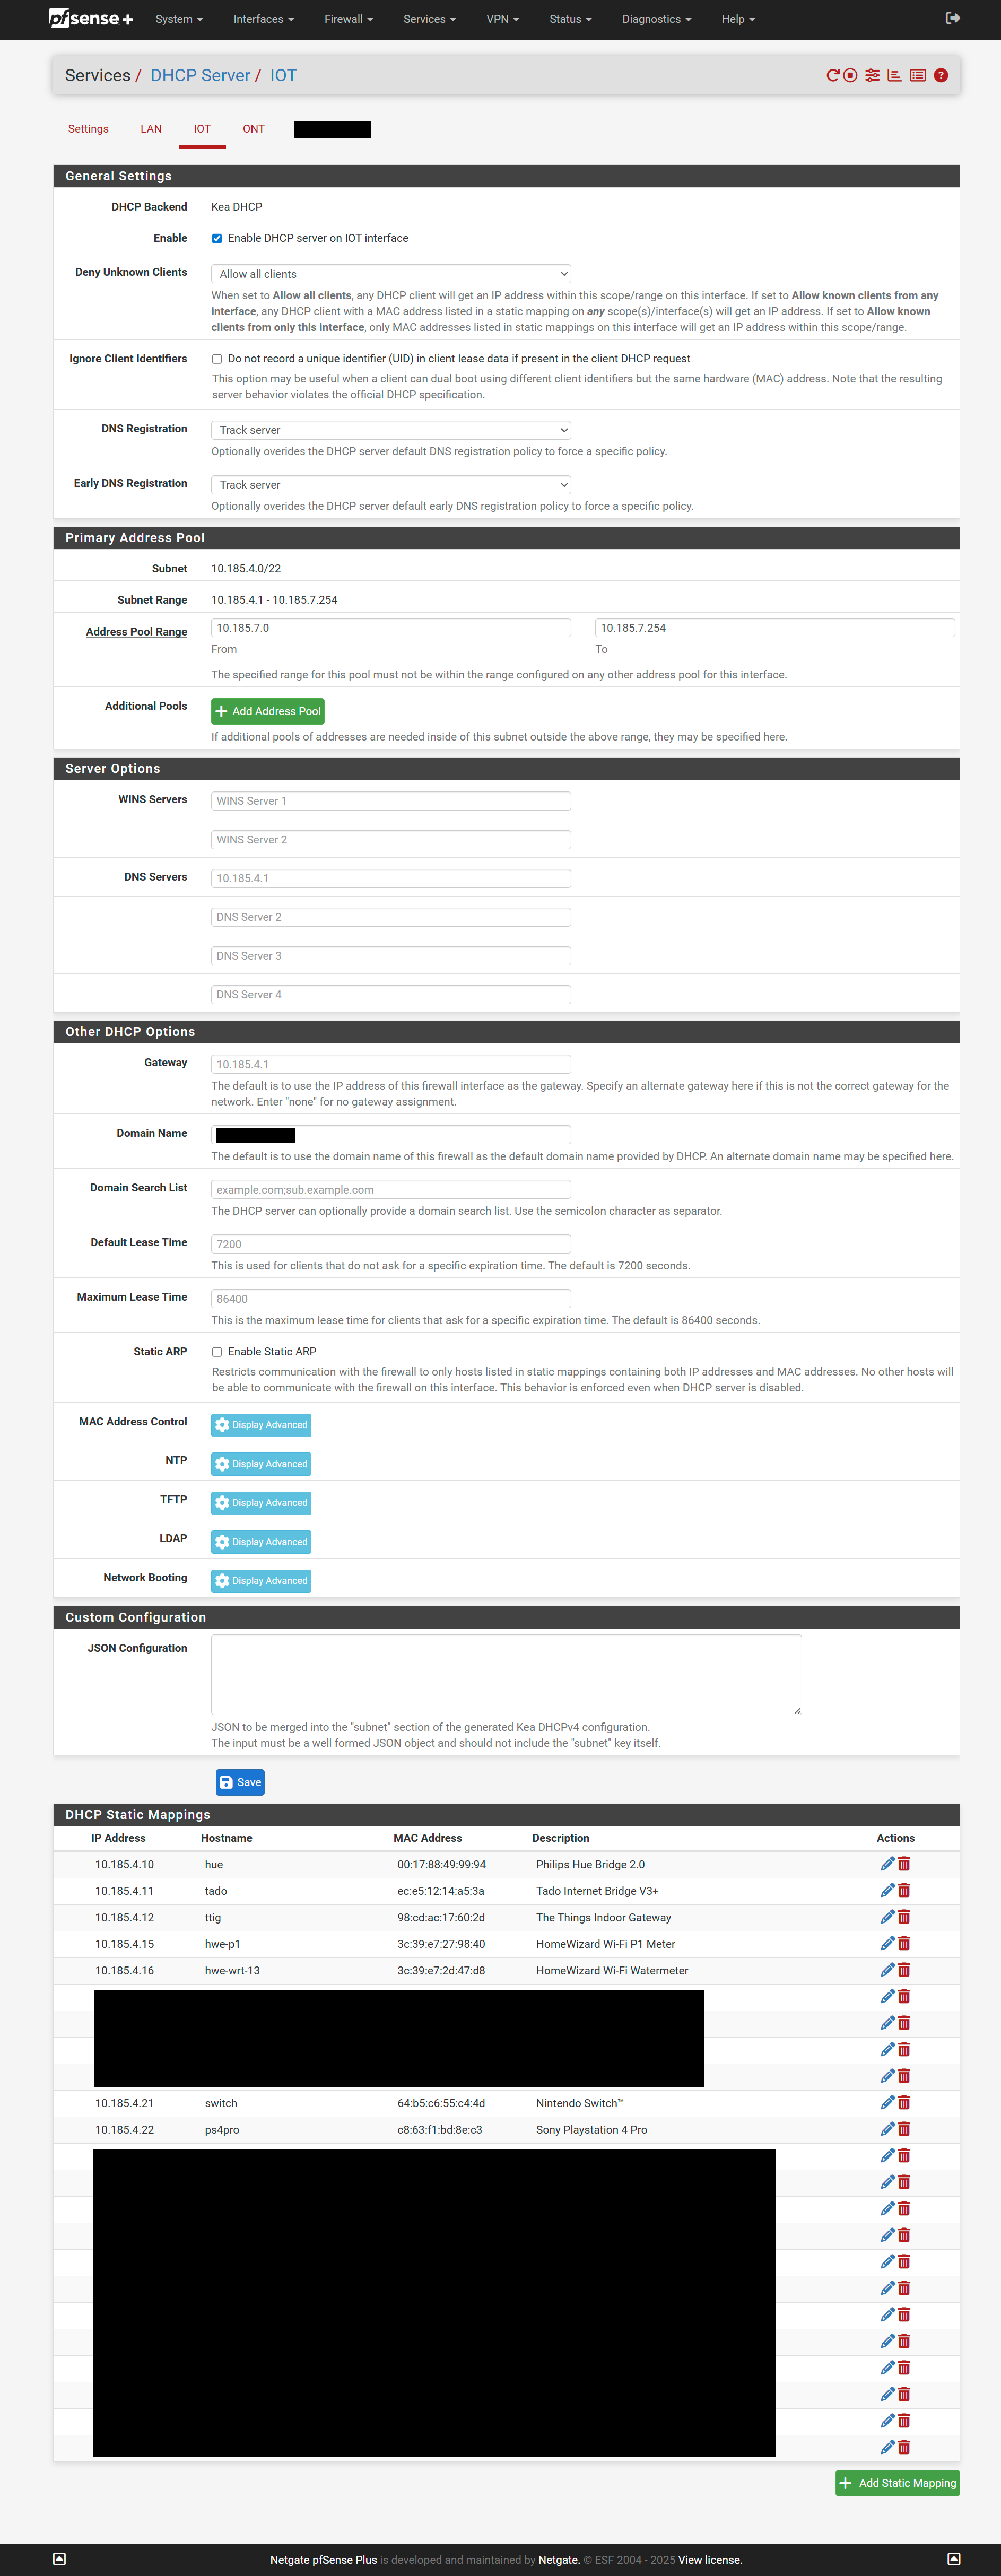 pfsense+ System Interfaces Firewall Services VPN Status Diagnostics Help
Services / DHCP Server / IOT
Settings LAN IOT ONT
General Settings
DHCP Backend Kea DHCP
Enable Enable DHCP server on IOT interface
Deny Unknown Clients Allow all clients
When set to Allow all clients, any DHCP client will get an IP address within this scope/range on this interface. If set to Allow known clients from any
interface, any DHCP client with a MAC address listed in a static mapping on any scope(s)/interface(s) will get an IP address. If set to Allow known
clients from only this interface, only MAC addresses listed in static mappings on this interface will get an IP address within this scope/range.
Ignore Client Identifiers Do not record a unique identifier (UID) in client lease data if present in the client DHCP request
This option may be useful when a client can dual boot using different client identifiers but the same hardware (MAC) address. Note that the resulting
server behavior violates the official DHCP specification.
DNS Registration Track server
Optionally overides the DHCP server default DNS registration policy to force a specific policy.
Early DNS Registration Track server
Optionally overides the DHCP server default early DNS registration policy to force a specific policy.
Primary Address Pool
Subnet 10.185.4.0/22
Subnet Range 10.185.4.1 - 10.185.7.254
Address Pool Range 10.185.7.0 10.185.7.254
From To
The specified range for this pool must not be within the range configured on any other address pool for this interface.
Additional Pools Add Address Pool
If additional pools of addresses are needed inside of this subnet outside the above range, they may be specified here.
Server Options
WINS Servers WINS Server 1
WINS Server 2
DNS Servers 10.185.4.1
DNS Server 2
DNS Server 3
DNS Server 4
Other DHCP Options
Gateway 10.185.4.1
The default is to use the IP address of this firewall interface as the gateway. Specify an alternate gateway here if this is not the correct gateway for the
network. Enter "none" for no gateway assignment.
Domain Name
The default is to use the domain name of this firewall as the default domain name provided by DHCP. An alternate domain name may be specified here.
Domain Search List example.com;sub.example.com
The DHCP server can optionally provide a domain search list. Use the semicolon character as separator.
Default Lease Time 7200
This is used for clients that do not ask for a specific expiration time. The default is 7200 seconds.
Maximum Lease Time 86400
This is the maximum lease time for clients that ask for a specific expiration time. The default is 86400 seconds.
Static ARP Enable Static ARP
Restricts communication with the firewall to only hosts listed in static mappings containing both IP addresses and MAC addresses. No other hosts will
be able to communicate with the firewall on this interface. This behavior is enforced even when DHCP server is disabled.
MAC Address Control Display Advanced
NTP Display Advanced
TFTP Display Advanced
LDAP Display Advanced
Network Booting Display Advanced
Custom Configuration
JSON Configuration
JSON to be merged into the "subnet" section of the generated Kea DHCPv4 configuration.
The input must be a well formed JSON object and should not include the "subnet" key itself.
Save
DHCP Static Mappings
IP Address Hostname MAC Address Description Actions
10.185.4.10 hue 00:17:88:49:99:94 Philips Hue Bridge 2.0
10.185.4.11 tado ec:e5:12:14:a5:3a Tado Internet Bridge V3+
10.185.4.12 ttig 98:cd:ac:17:60:2d The Things Indoor Gateway
10.185.4.15 hwe-p1 3c:39:e7:27:98:40 HomeWizard Wi-Fi P1 Meter
10.185.4.16 hwe-wrt-13 3c:39:e7:2d:47:d8 HomeWizard Wi-Fi Watermeter
10.185.4.21 switch 64:b5:c6:55:c4:4d Nintendo Switch™
10.185.4.22 ps4pro c8:63:f1:bd:8e:c3 Sony Playstation 4 Pro
Add Static Mapping
Netgate pfSense Plus is developed and maintained by Netgate. © ESF 2004 - 2025 View license.